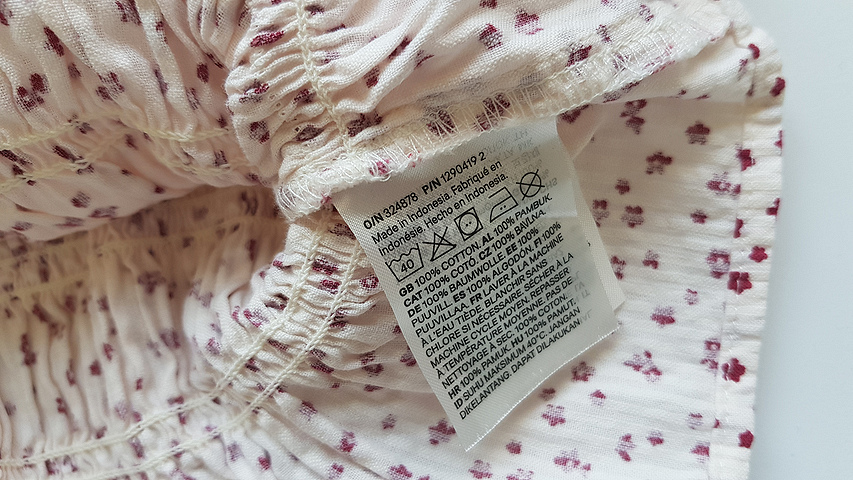 O/N 324878 P/N 1290419 2
Made in Indonesia. Fabriqué en
Indonésie. Hecho en Indonesia.
40
GB 100% COTTON. AL 100% PAMBUK.
CAT 100% COTÓ. CZ 100% BAVLNA.
DE 100% BAUMWOLLE. EE 100%
PUUVILL. ES 100% ALGODÓN. FI 100%
PUUVILLAA. FR LAVER À LA MACHINE
À L'EAU TIÈDE. BLANCHIR SANS
CHLORE SI NÉCESSAIRE. SÉCHER À LA
MACHINE CYCLE MOYEN. REPASSER
À TEMPÉRATURE MOYENNE. PAS DE
NETTOYAGE À SEC. GR 100%
HR 100% PAMUK. HU 100% PAMUT.
ID SUHU MAKSIMUM 40°C. JANGAN
DIKELANTANG. DAPAT DILAKUKAN